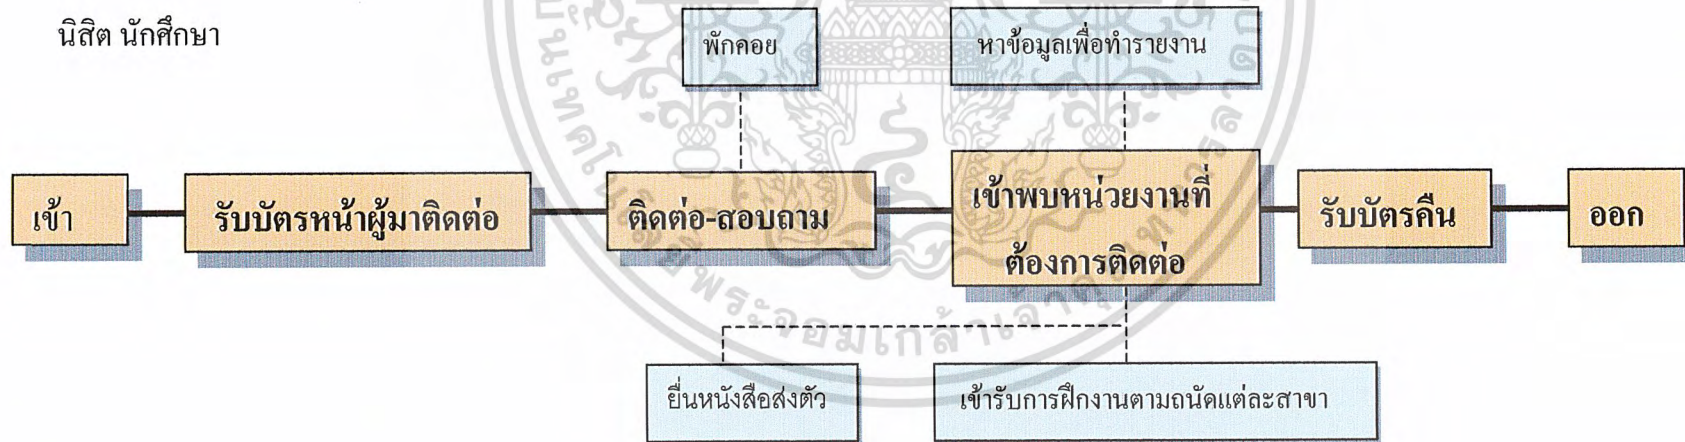 นิสิต นักศึกษา
พักคอย
หาข้อมูลเพื่อทำรายงาน
เข้า
รับบัตรหน้าผู้มาติดต่อ
ติดต่อ-สอบถาม
เข้าพบหน่วยงานที่
ต้องการติดต่อ
รับบัตรคืน
ออก
ยื่นหนังสือส่งตัว
เข้ารับการฝึกงานตามถนัดแต่ละสาขา